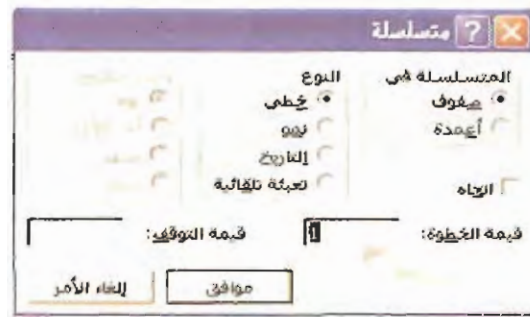 متسلسلة
المتسلسلة في
صفوف
أعمدة
اتجاه
النوع
خطي
نمو
التاريخ
تعبئة تلقائية
قيمة الخطوة: 1
قيمة التوقف:
موافق
إلغاء الأمر